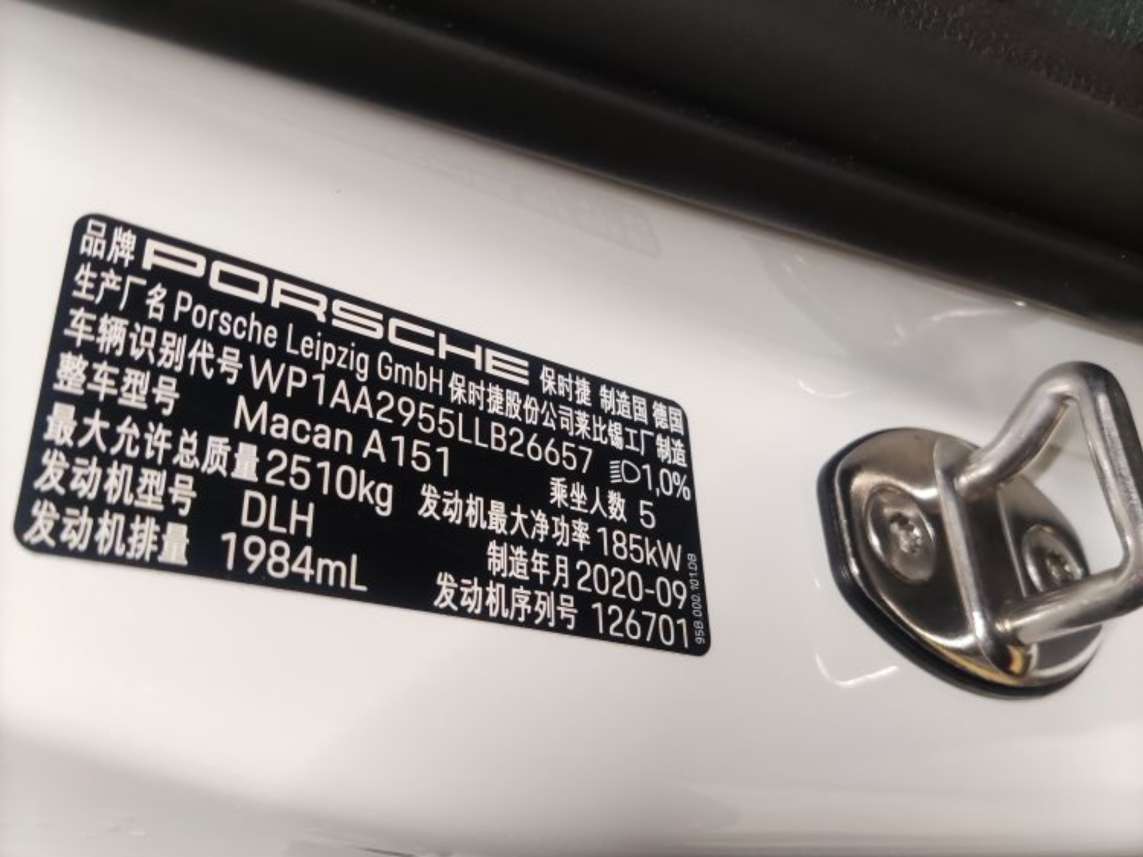 品牌 PORSCHE 保时捷 制造国 德国
生产厂名 Porsche Leipzig GmbH 保时捷股份公司莱比锡工厂制造
车辆识别代号 WP1AA2955LLB26657 1,0%
整车型号 Macan A151 乘坐人数 5
最大允许总质量 2510kg 发动机最大净功率 185kW
发动机型号 DLH 制造年月 2020-09
发动机排量 1984mL 发动机序列号 126701
95B.000.101.DB